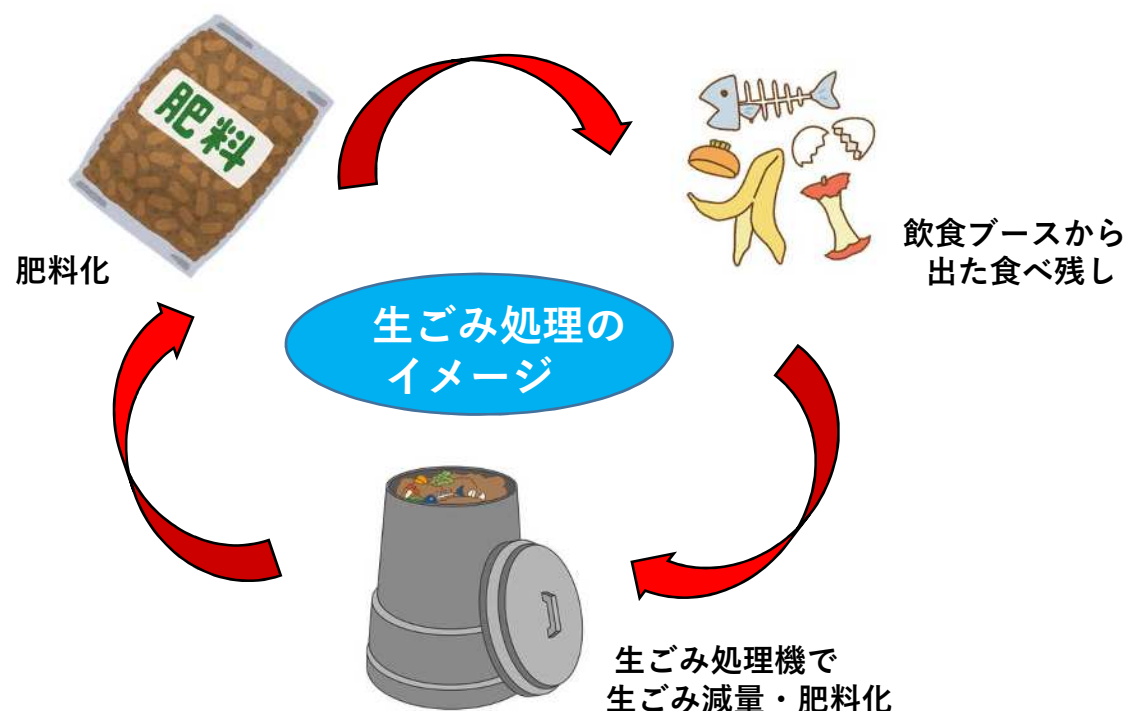 肥料
肥料化
飲食ブースから
出た食べ残し
生ごみ処理の
イメージ
生ごみ処理機で
生ごみ減量・肥料化